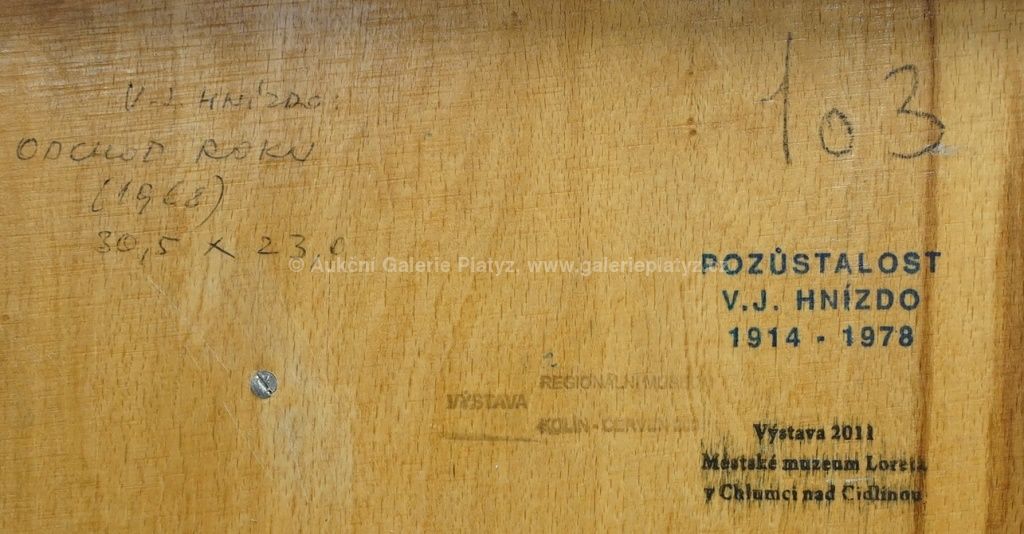 V.J. HNÍZDO:
ODCHOD ROKU
(1968)
30,5 x 23,0
103
© Aukční Galerie Platyz, www.galerieplatyz.cz
POZŮSTALOST
V.J. HNÍZDO
1914 - 1978
VÝSTAVA
REGIONÁLNÍ
KOLÍN - ČERVEN
Výstava 2011
Městské muzeum Loreta
v Chlumci nad Cidlinou